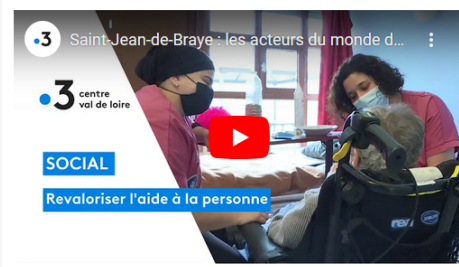 3 Saint-Jean-de-Braye : les acteurs du monde d...
3 centre
val de loire
SOCIAL
Revaloriser l'aide à la personne